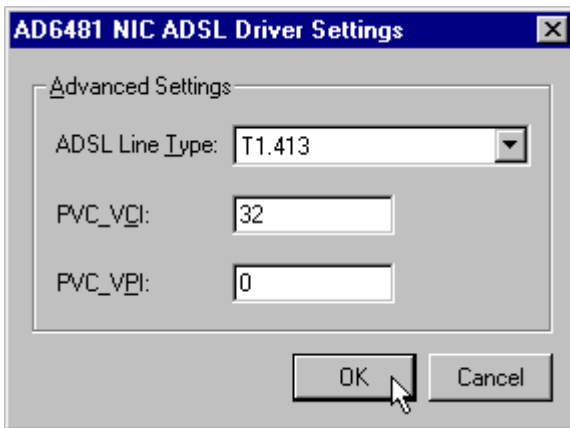 AD6481 NIC ADSL Driver Settings
Advanced Settings
ADSL Line Type: T1.413
PVC_VCI: 32
PVC_VPI: 0
OK Cancel